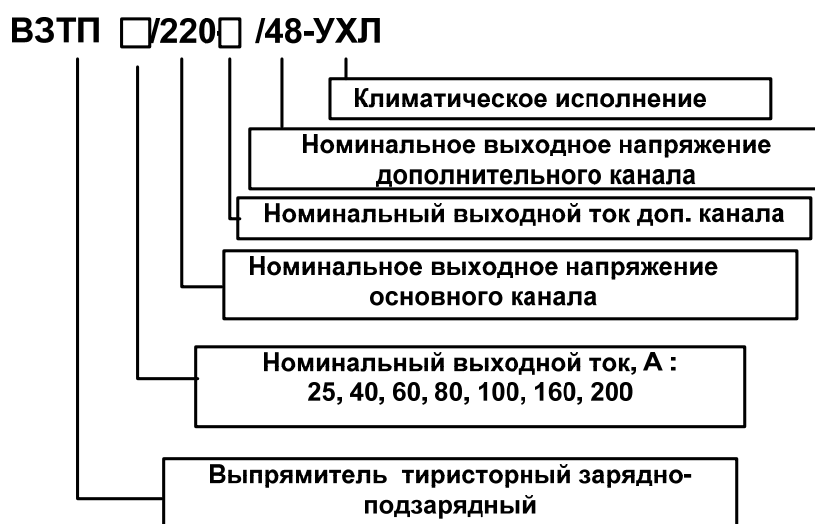 ВЗТП □/220-□ /48-УХЛ
Климатическое исполнение
Номинальное выходное напряжение
дополнительного канала
Номинальный выходной ток доп. канала
Номинальное выходное напряжение
основного канала
Номинальный выходной ток, А :
25, 40, 60, 80, 100, 160, 200
Выпрямитель тиристорный зарядно-
подзарядный